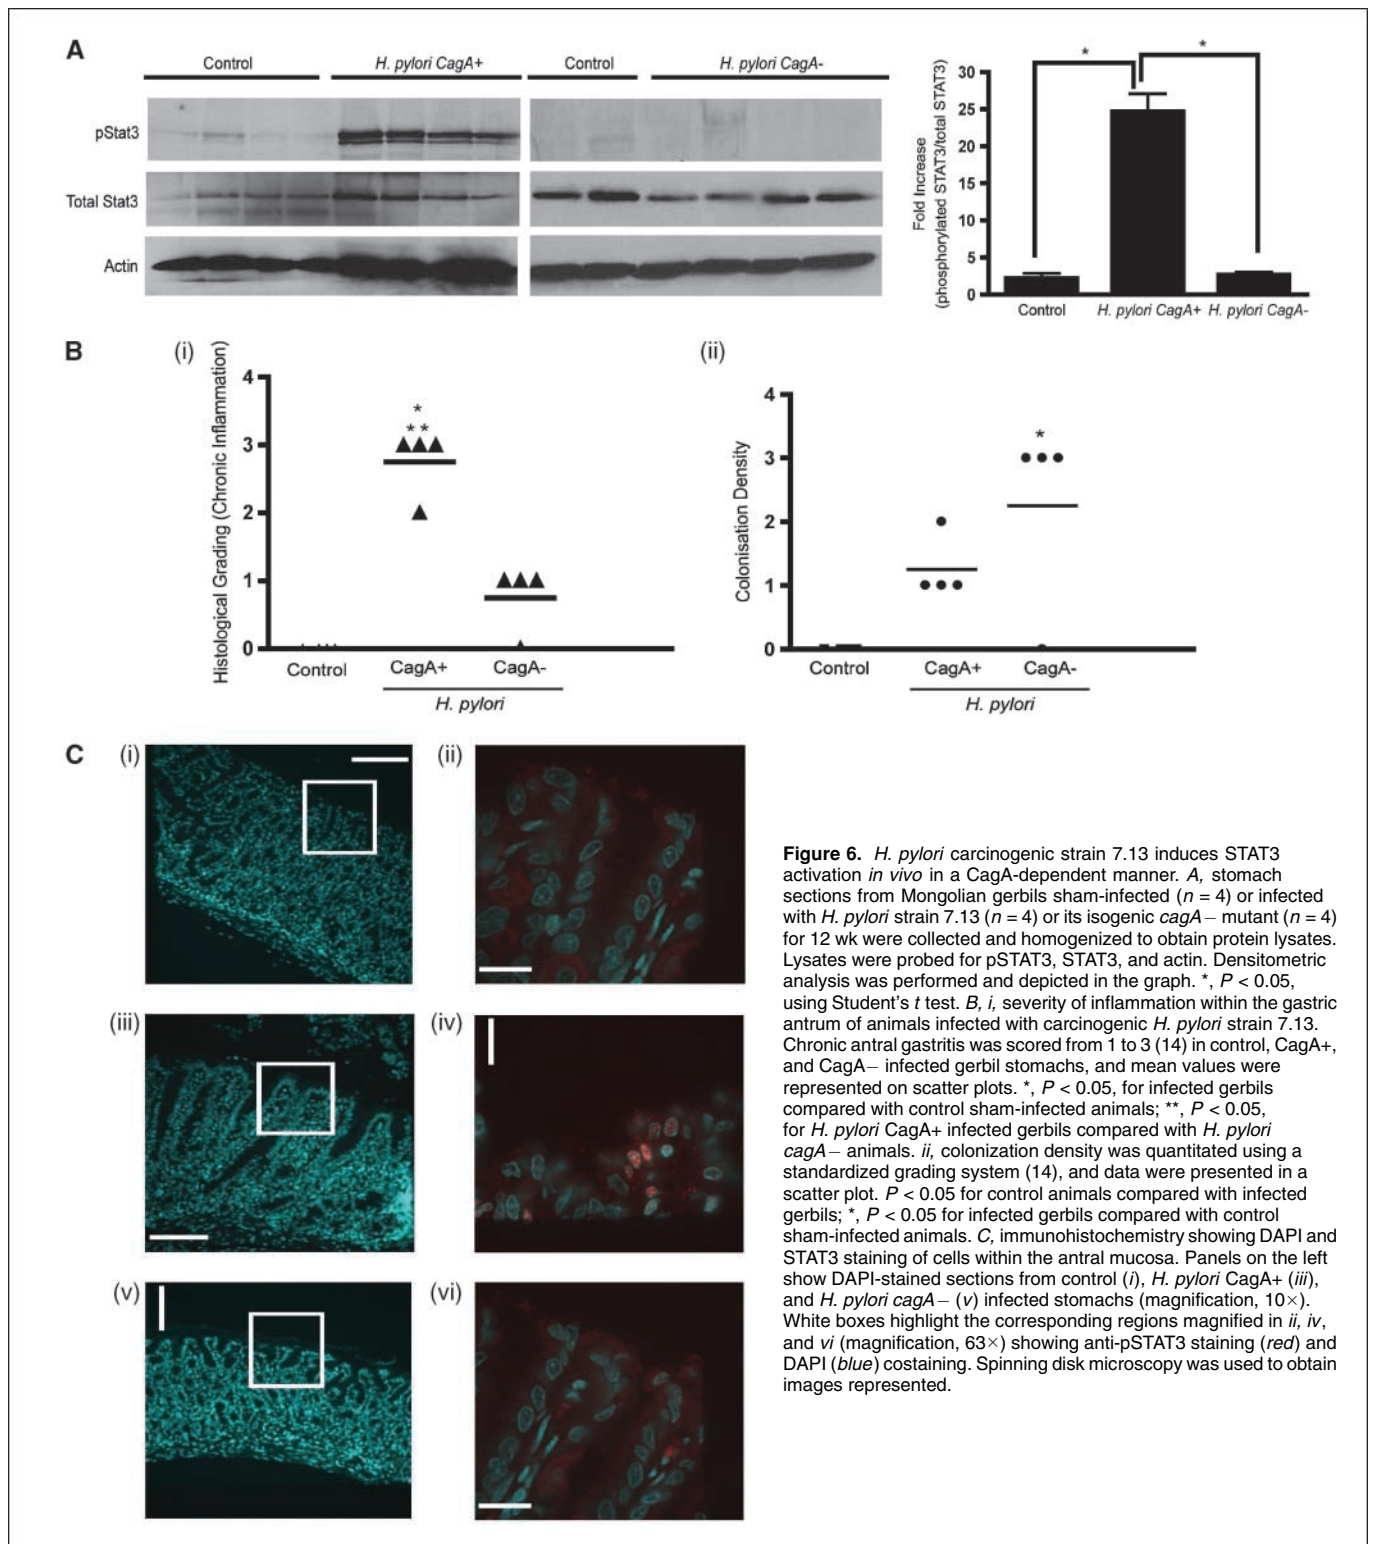 A
Control
H. pylori CagA+
Control
H. pylori CagA-
pStat3
Total Stat3
Actin
Fold Increase
(phosphorylated STAT3/total STAT3)
30
25
20
15
10
5
0
*
*
Control
H. pylori CagA+
H. pylori CagA-
B
(i)
Histological Grading (Chronic Inflammation)
4
3
2
1
0
*
**
Control
CagA+
CagA-
H. pylori
(ii)
Colonisation Density
4
3
2
1
0
*
Control
CagA+
CagA-
H. pylori
C
(i)
(ii)
(iii)
(iv)
(v)
(vi)
Figure 6. H. pylori carcinogenic strain 7.13 induces STAT3
activation in vivo in a CagA-dependent manner. A, stomach
sections from Mongolian gerbils sham-infected (n = 4) or infected
with H. pylori strain 7.13 (n = 4) or its isogenic cagA− mutant (n = 4)
for 12 wk were collected and homogenized to obtain protein lysates.
Lysates were probed for pSTAT3, STAT3, and actin. Densitometric
analysis was performed and depicted in the graph. *, P < 0.05,
using Student's t test. B, i, severity of inflammation within the gastric
antrum of animals infected with carcinogenic H. pylori strain 7.13.
Chronic antral gastritis was scored from 1 to 3 (14) in control, CagA+,
and CagA− infected gerbil stomachs, and mean values were
represented on scatter plots. *, P < 0.05, for infected gerbils
compared with control sham-infected animals; **, P < 0.05,
for H. pylori CagA+ infected gerbils compared with H. pylori
cagA− animals. ii, colonization density was quantitated using a
standardized grading system (14), and data were presented in a
scatter plot. P < 0.05 for control animals compared with infected
gerbils; *, P < 0.05 for infected gerbils compared with control
sham-infected animals. C, immunohistochemistry showing DAPI and
STAT3 staining of cells within the antral mucosa. Panels on the left
show DAPI-stained sections from control (i), H. pylori CagA+ (iii),
and H. pylori cagA− (v) infected stomachs (magnification, 10×).
White boxes highlight the corresponding regions magnified in ii, iv,
and vi (magnification, 63×) showing anti-pSTAT3 staining (red) and
DAPI (blue) costaining. Spinning disk microscopy was used to obtain
images represented.